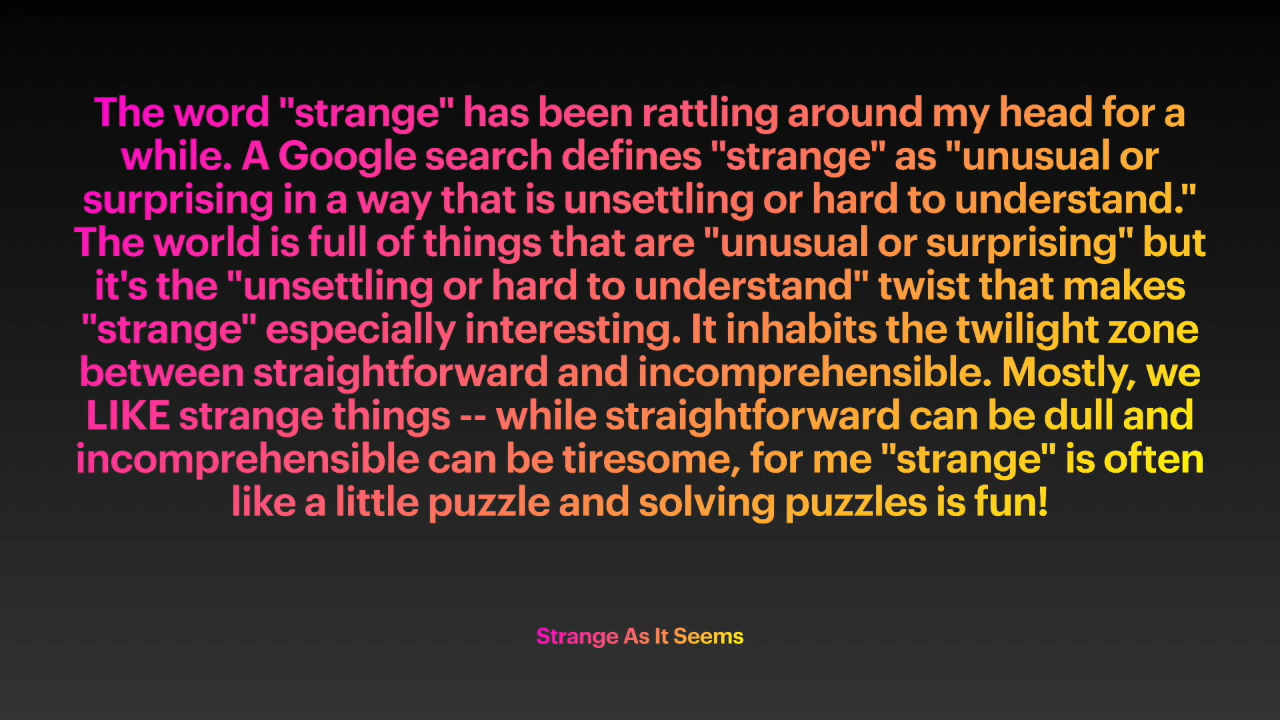 The word "strange" has been rattling around my head for a
while. A Google search defines "strange" as "unusual or
surprising in a way that is unsettling or hard to understand."
The world is full of things that are "unusual or surprising" but
it's the "unsettling or hard to understand" twist that makes
"strange" especially interesting. It inhabits the twilight zone
between straightforward and incomprehensible. Mostly, we
LIKE strange things -- while straightforward can be dull and
incomprehensible can be tiresome, for me "strange" is often
like a little puzzle and solving puzzles is fun!
Strange As It Seems